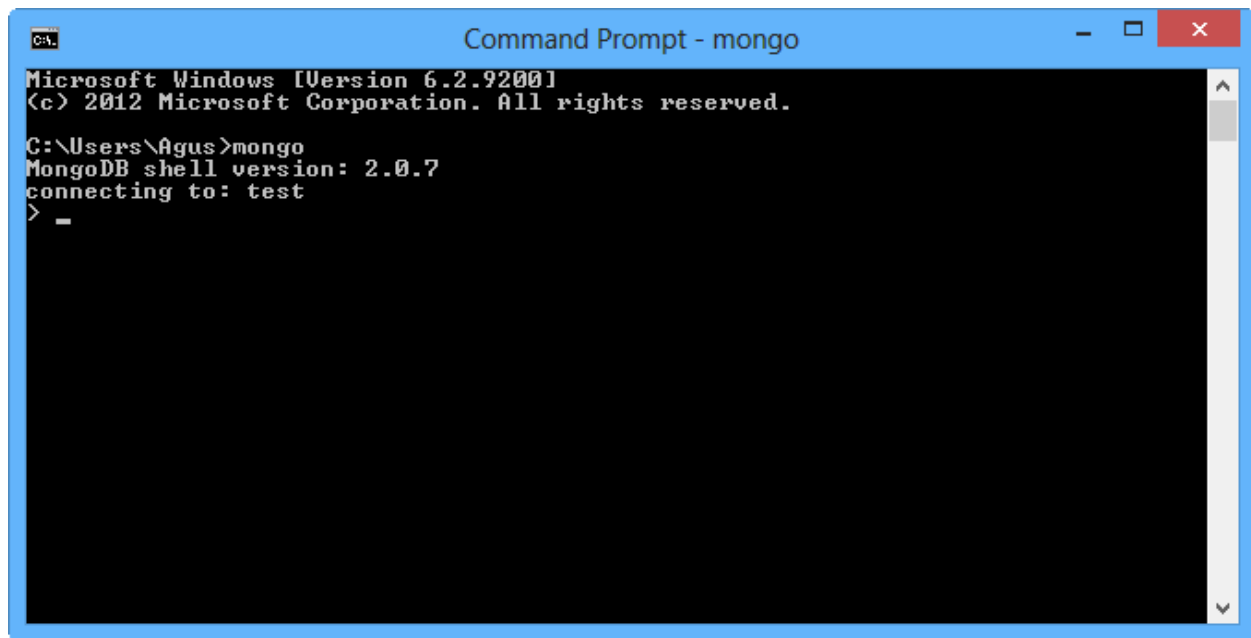 Command Prompt - mongo
Microsoft Windows [Version 6.2.9200]
(c) 2012 Microsoft Corporation. All rights reserved.
C:\Users\Agus>mongo
MongoDB shell version: 2.0.7
connecting to: test
> _